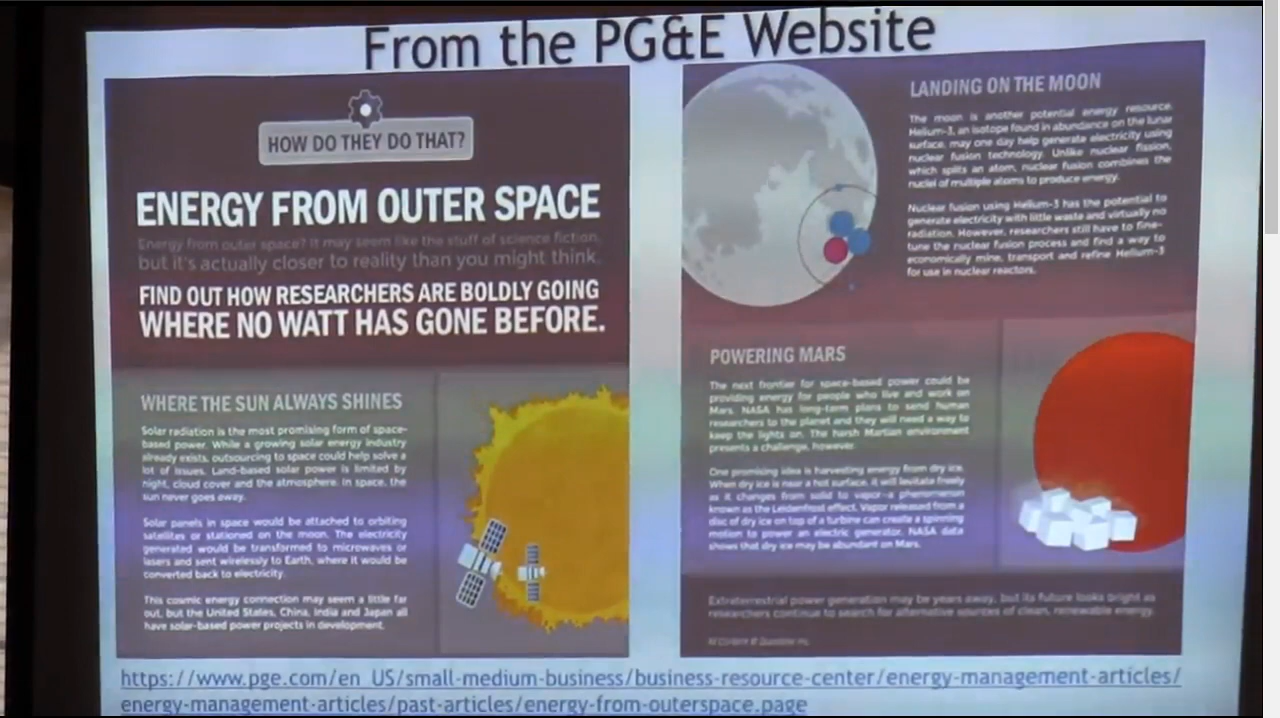 From the PG&E Website
HOW DO THEY DO THAT?
ENERGY FROM OUTER SPACE
Energy from outer space? It may seem like the stuff of science fiction,
but it's actually closer to reality than you might think.
FIND OUT HOW RESEARCHERS ARE BOLDLY GOING
WHERE NO WATT HAS GONE BEFORE.
WHERE THE SUN ALWAYS SHINES
Solar radiation is the most promising form of space-
based power. While a growing solar energy industry
already exists, outsourcing to space could help solve a
lot of issues. Land-based solar power is limited by
night, cloud cover and the atmosphere. In space, the
sun never goes away.
Solar panels in space would be attached to orbiting
satellites or stationed on the moon. The electricity
generated would be transformed to microwaves or
lasers and sent wirelessly to Earth, where it would be
converted back to electricity.
This cosmic energy connection may seem a little far
out, but the United States, China, India and Japan all
have solar-based power projects in development.
LANDING ON THE MOON
The moon is another potential energy resource.
Helium-3, an isotope found in abundance on the lunar
surface, may one day help generate electricity using
nuclear fusion technology. Unlike nuclear fission,
which splits an atom, nuclear fusion combines the
nuclei of multiple atoms to produce energy.
Nuclear fusion using Helium-3 has the potential to
generate electricity with little waste and virtually no
radiation. However, researchers still have to fine-
tune the nuclear fusion process and find a way to
economically mine, transport and refine Helium-3
for use in nuclear reactors.
POWERING MARS
The next frontier for space-based power could be
providing energy for people who live and work on
Mars. NASA has long-term plans to send human
researchers to the planet and they will need a way to
keep the lights on. The harsh Martian environment
presents a challenge, however.
One promising idea is harvesting energy from dry ice.
When dry ice is near a hot surface, it will levitate freely
as it changes from solid to vapor–a phenomenon
known as the Leidenfrost effect. Vapor released from a
disc of dry ice on top of a turbine can create a spinning
motion to power an electric generator. NASA data
shows that dry ice may be abundant on Mars.
Extraterrestrial power generation may be years away, but its future looks bright as
researchers continue to search for alternative sources of clean, renewable energy.
https://www.pge.com/en_US/small-medium-business/business-resource-center/energy-management-articles/
energy-management-articles/past-articles/energy-from-outerspace.page